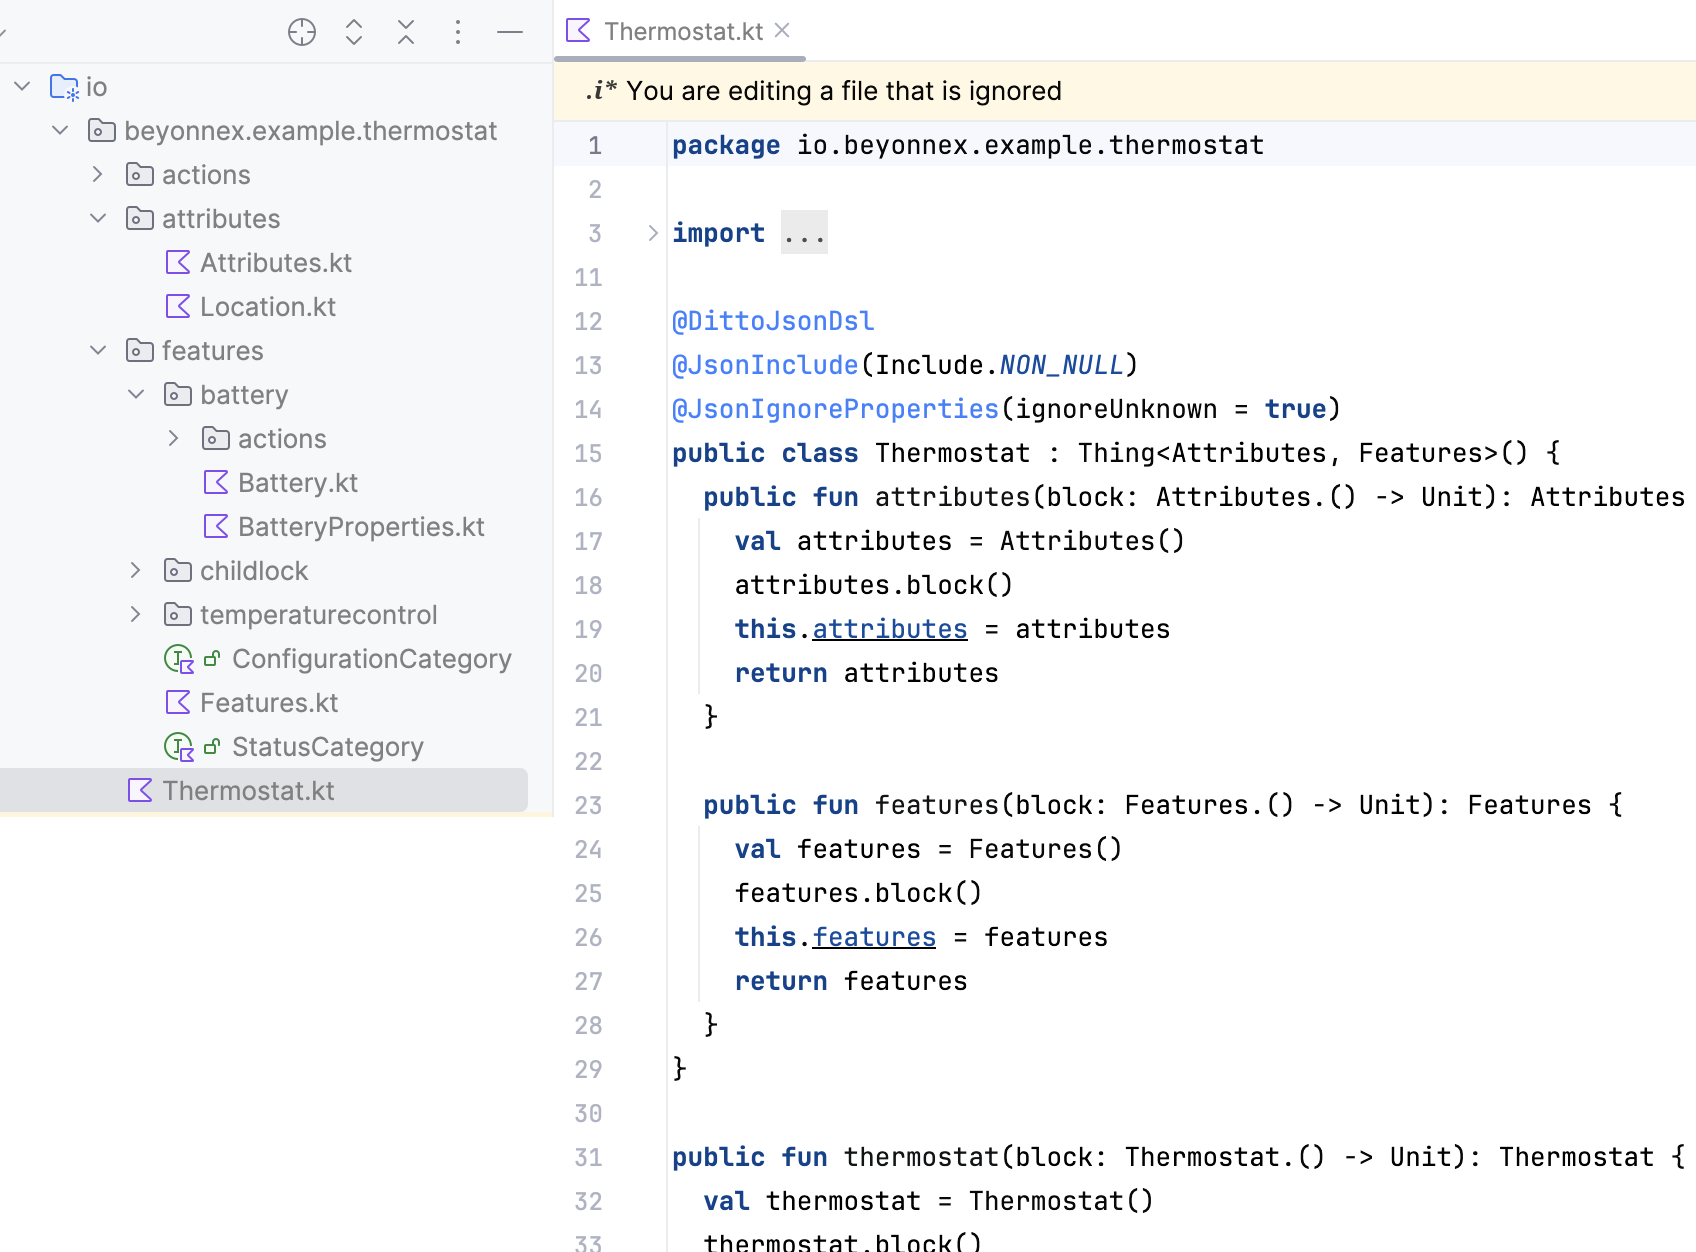 io
beyonnex.example.thermostat
actions
attributes
Attributes.kt
Location.kt
features
battery
actions
Battery.kt
BatteryProperties.kt
childlock
temperaturecontrol
ConfigurationCategory
Features.kt
StatusCategory
Thermostat.kt
Thermostat.kt
.i* You are editing a file that is ignored
1 package io.beyonnex.example.thermostat
2
3 import ...
11
12 @DittoJsonDsl
13 @JsonInclude(Include.NON_NULL)
14 @JsonIgnoreProperties(ignoreUnknown = true)
15 public class Thermostat : Thing<Attributes, Features>() {
16   public fun attributes(block: Attributes.() -> Unit): Attributes
17     val attributes = Attributes()
18     attributes.block()
19     this.attributes = attributes
20     return attributes
21   }
22
23   public fun features(block: Features.() -> Unit): Features {
24     val features = Features()
25     features.block()
26     this.features = features
27     return features
28   }
29 }
30
31 public fun thermostat(block: Thermostat.() -> Unit): Thermostat {
32   val thermostat = Thermostat()
33   thermostat.block()